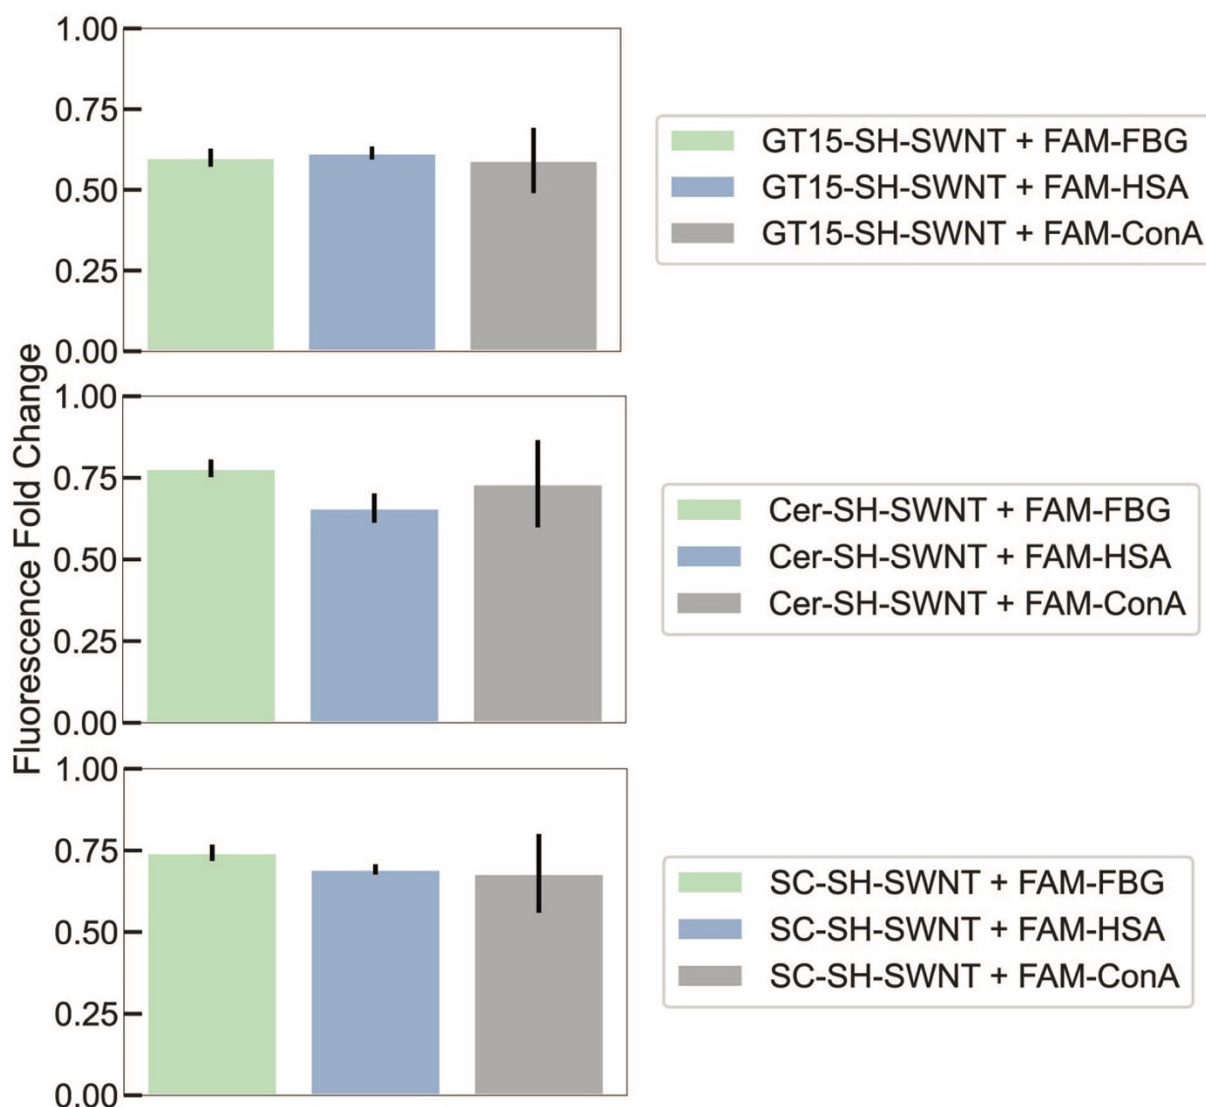 Fluorescence Fold Change
1.00
0.75
0.50
0.25
0.00
GT15-SH-SWNT + FAM-FBG
GT15-SH-SWNT + FAM-HSA
GT15-SH-SWNT + FAM-ConA
1.00
0.75
0.50
0.25
0.00
Cer-SH-SWNT + FAM-FBG
Cer-SH-SWNT + FAM-HSA
Cer-SH-SWNT + FAM-ConA
1.00
0.75
0.50
0.25
0.00
SC-SH-SWNT + FAM-FBG
SC-SH-SWNT + FAM-HSA
SC-SH-SWNT + FAM-ConA